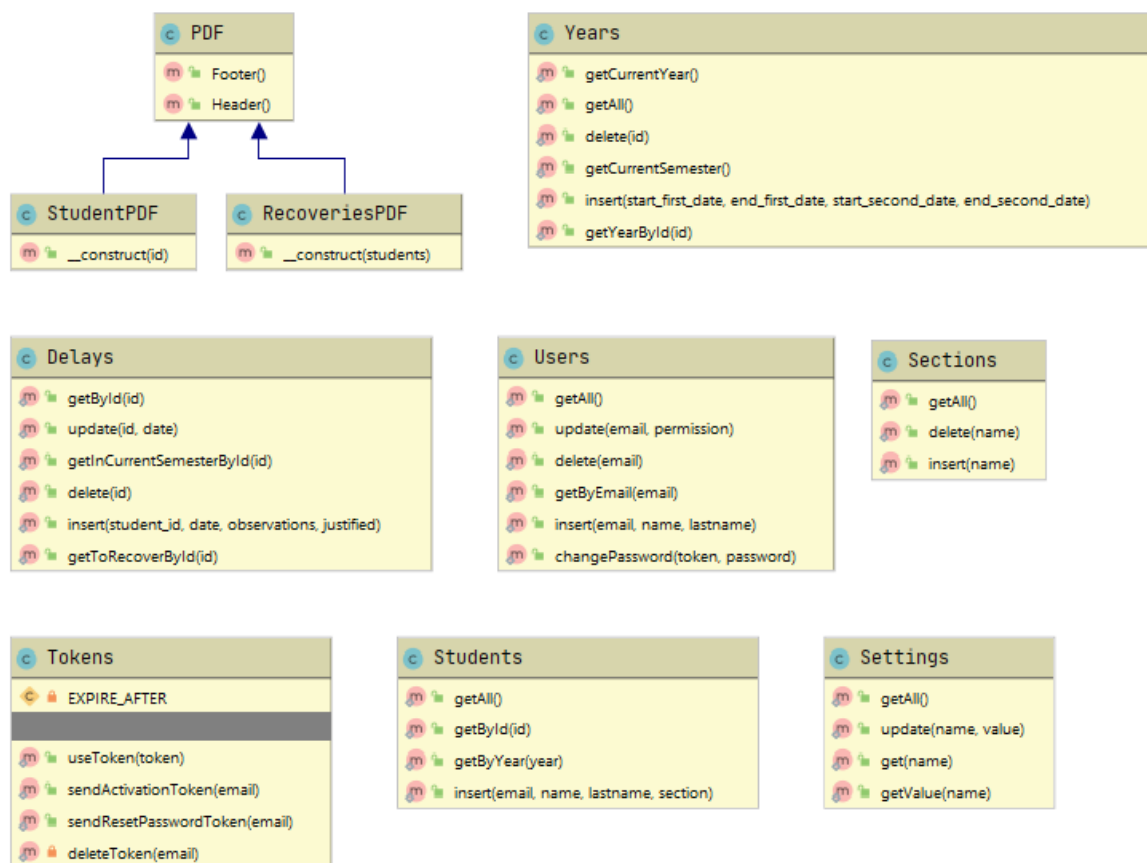 PDF
Footer()
Header()
StudentPDF
__construct(id)
RecoveriesPDF
__construct(students)
Years
getCurrentYear()
getAll()
delete(id)
getCurrentSemester()
insert(start_first_date, end_first_date, start_second_date, end_second_date)
getYearById(id)
Delays
getById(id)
update(id, date)
getInCurrentSemesterById(id)
delete(id)
insert(student_id, date, observations, justified)
getToRecoverById(id)
Users
getAll()
update(email, permission)
delete(email)
getByEmail(email)
insert(email, name, lastname)
changePassword(token, password)
Sections
getAll()
delete(name)
insert(name)
Tokens
EXPIRE_AFTER
useToken(token)
sendActivationToken(email)
sendResetPasswordToken(email)
deleteToken(email)
Students
getAll()
getById(id)
getByYear(year)
insert(email, name, lastname, section)
Settings
getAll()
update(name, value)
get(name)
getValue(name)